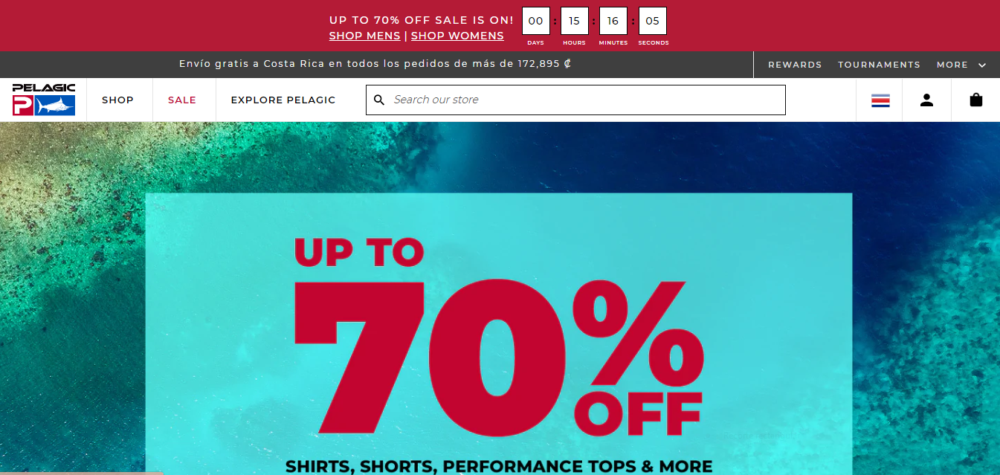 UP TO 70% OFF SALE IS ON!
SHOP MENS | SHOP WOMENS
00 : 15 : 16 : 05
DAYS HOURS MINUTES SECONDS
Envío gratis a Costa Rica en todos los pedidos de más de 172,895 ₡
REWARDS TOURNAMENTS MORE
PELAGIC
P
SHOP SALE EXPLORE PELAGIC
Search our store
UP TO
70%
OFF
SHIRTS, SHORTS, PERFORMANCE TOPS & MORE